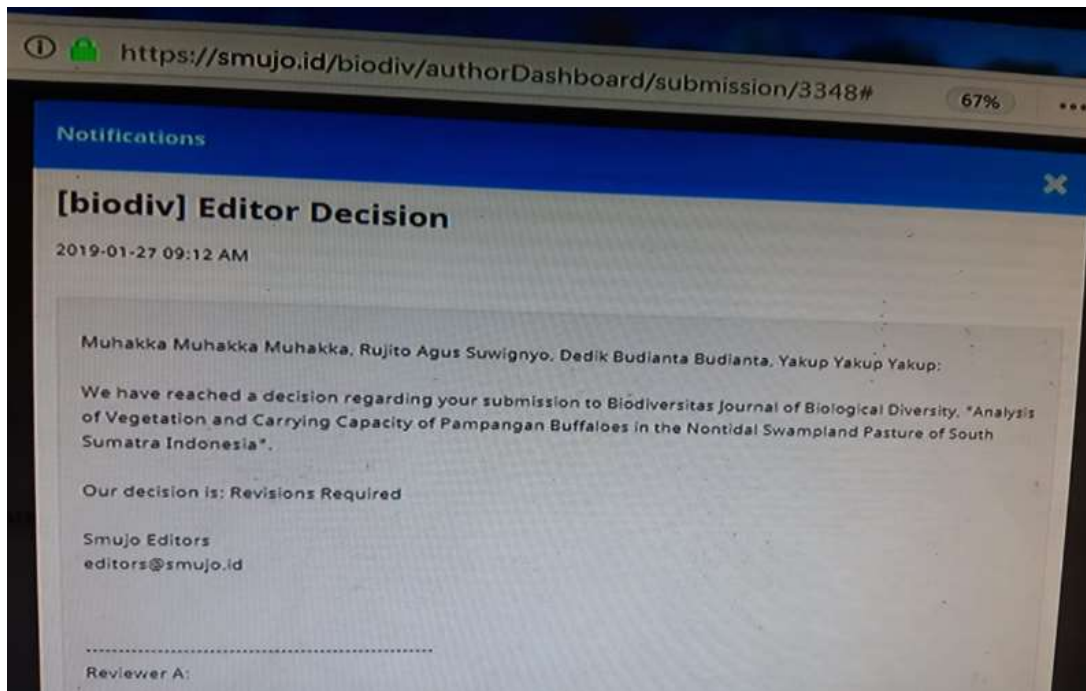 https://smujo.id/biodiv/authorDashboard/submission/3348#
67%
Notifications
[biodiv] Editor Decision
2019-01-27 09:12 AM
Muhakka Muhakka Muhakka, Rujito Agus Suwignyo, Dedik Budianta Budianta, Yakup Yakup Yakup:
We have reached a decision regarding your submission to Biodiversitas Journal of Biological Diversity, "Analysis
of Vegetation and Carrying Capacity of Pampangan Buffaloes in the Nontidal Swampland Pasture of South
Sumatra Indonesia".
Our decision is: Revisions Required
Smujo Editors
editors@smujo.id
------------------------------------------------------
Reviewer A: